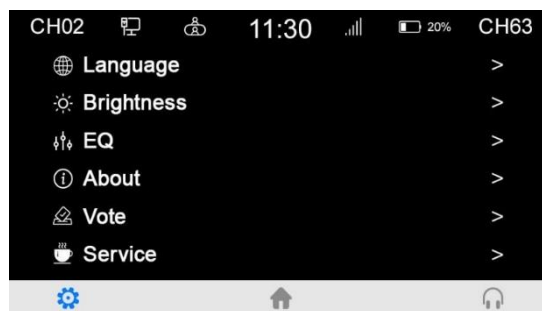 CH02 11:30 20% CH63
Language >
Brightness >
EQ >
About >
Vote >
Service >